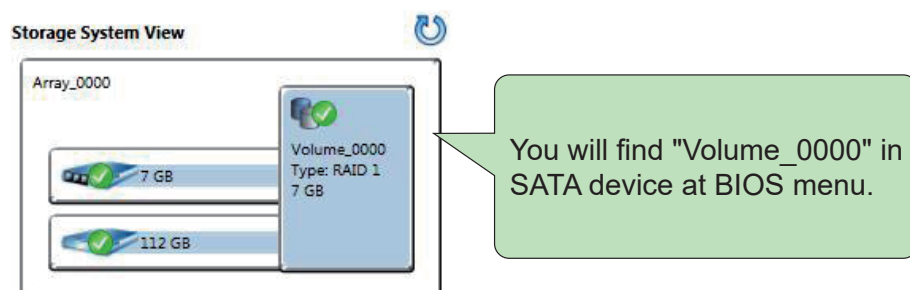 Storage System View
Array_0000
Volume_0000
Type: RAID 1
7 GB
7 GB
112 GB
You will find "Volume_0000" in
SATA device at BIOS menu.